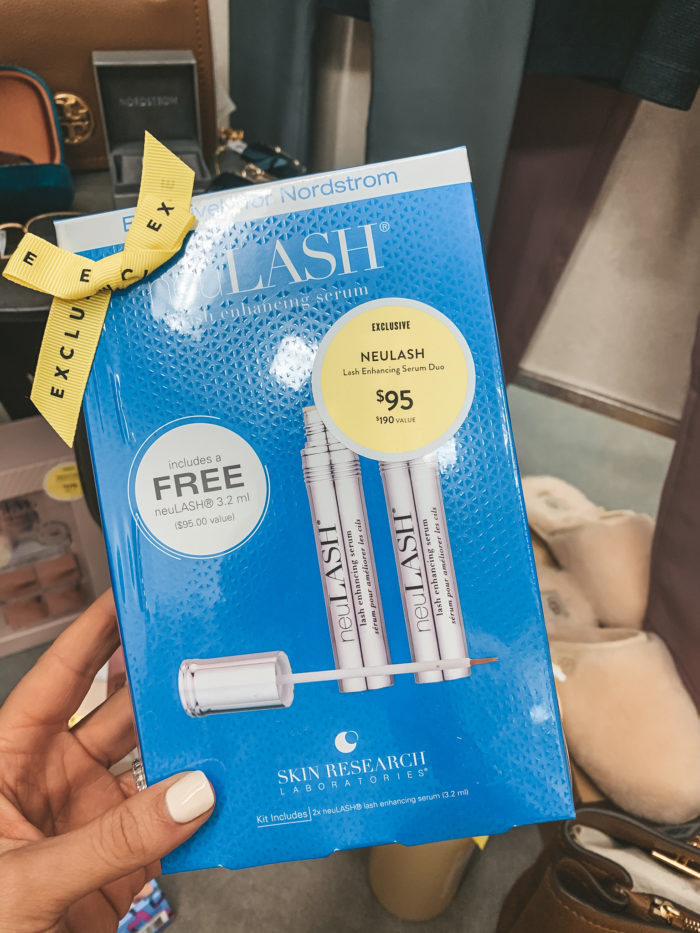 NORDSTROM
for Nordstrom
EXCLU
neuLASH®
lash enhancing serum
EXCLUSIVE
NEULASH
Lash Enhancing Serum Duo
$95
$190 VALUE
includes a
FREE
neuLASH® 3.2 ml
($95.00 value)
neuLASH®
lash enhancing serum
sérum pour améliorer les cils
neuLASH®
lash enhancing serum
sérum pour améliorer les cils
SKIN RESEARCH
LABORATORIES®
Kit Includes 2x neuLASH® lash enhancing serum (3.2 ml)